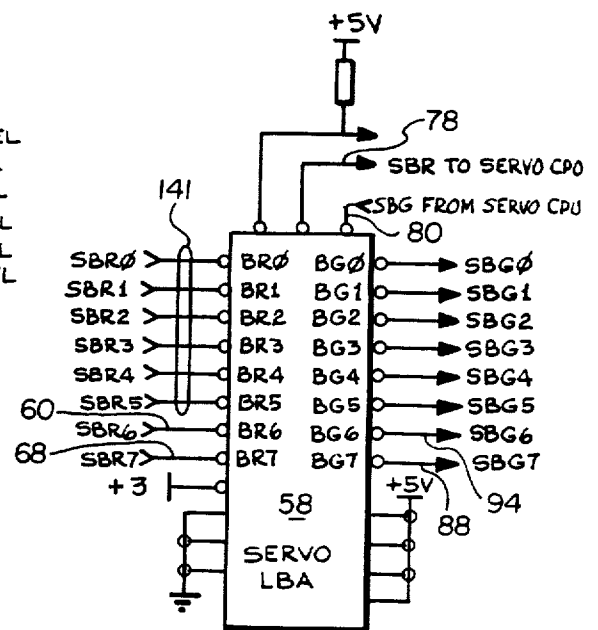 +5V
EL
78
SBR TO SERVO CPO
L
SBG FROM SERVO CPU
L
141
80
L
SBRØ BRØ BGØ SBGØ
L
SBR1 BR1 BG1 SBG1
SBR2 BR2 BG2 SBG2
SBR3 BR3 BG3 SBG3
SBR4 BR4 BG4 SBG4
60 SBR5 BR5 BG5 SBG5
SBR6 BR6 BG6 SBG6
68 SBR7 BR7 BG7 SBG7
+3 +5V 94
58 88
SERVO
LBA